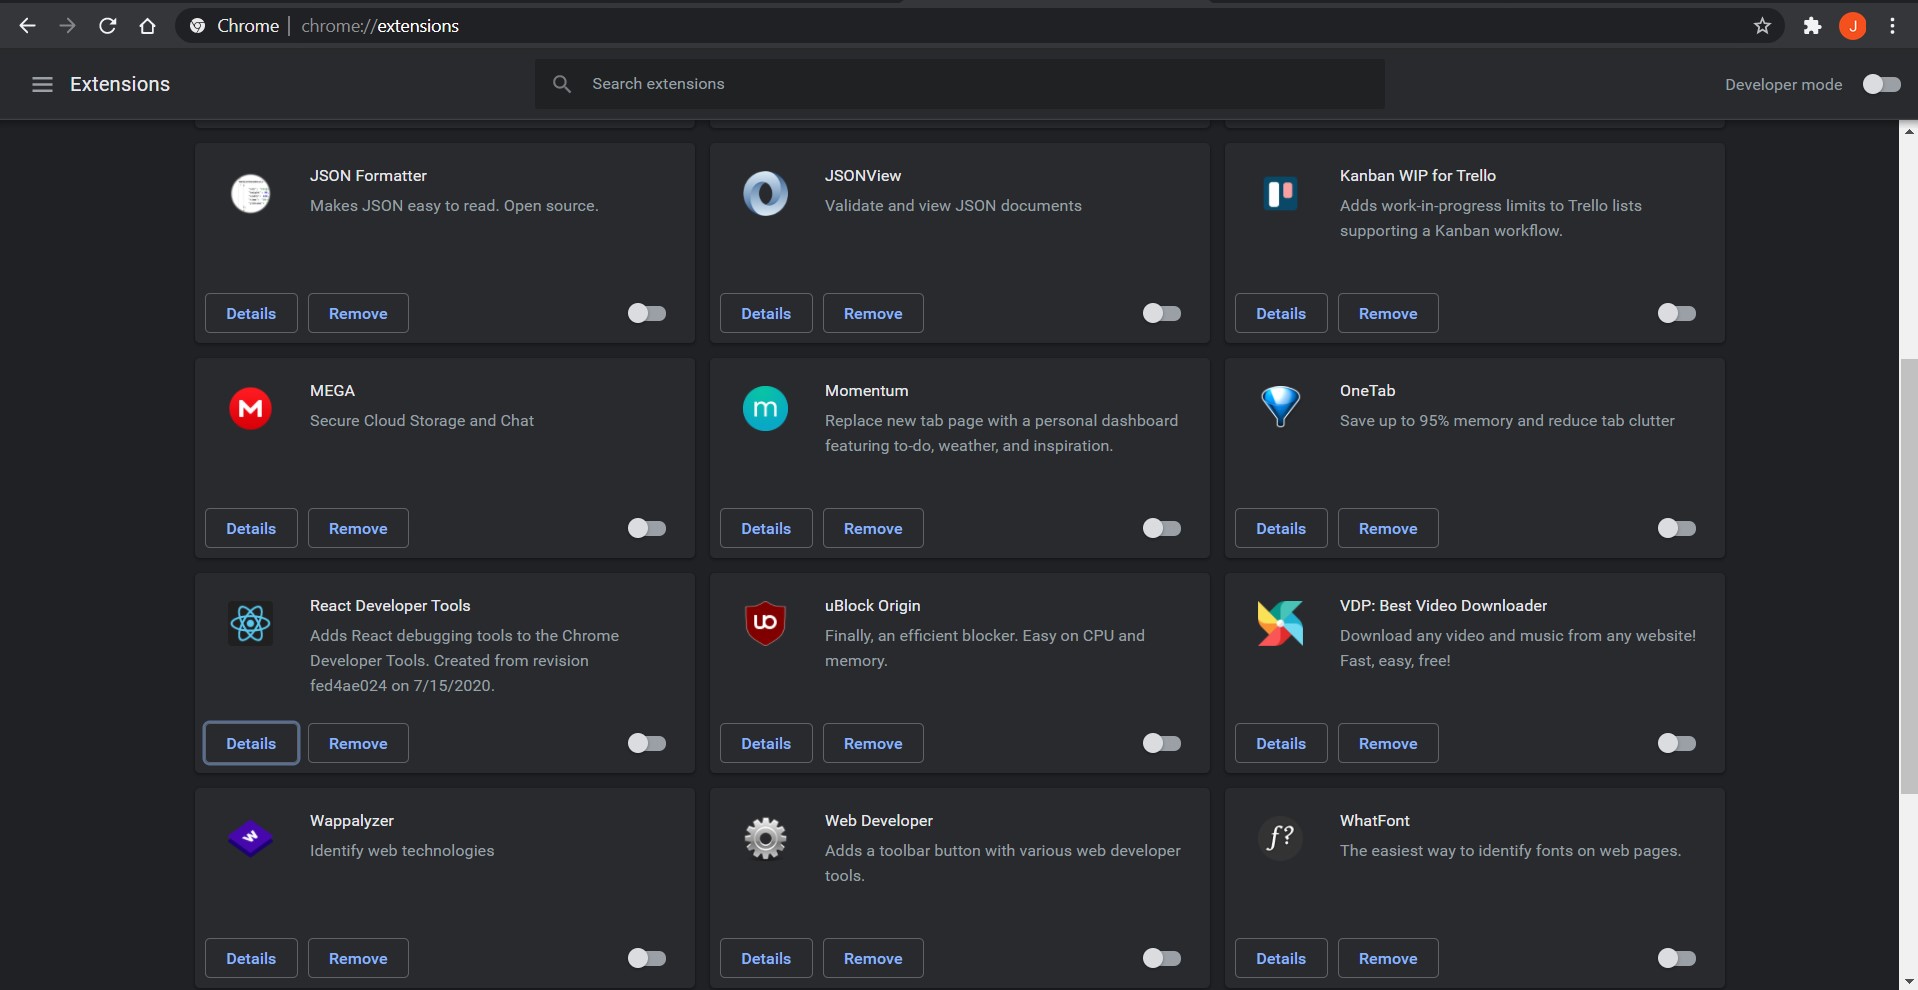 Chrome | chrome://extensions
J
Extensions
Search extensions
Developer mode
JSON Formatter
Makes JSON easy to read. Open source.
Details
Remove
JSONView
Validate and view JSON documents
Details
Remove
Kanban WIP for Trello
Adds work-in-progress limits to Trello lists
supporting a Kanban workflow.
Details
Remove
M
MEGA
Secure Cloud Storage and Chat
Details
Remove
m
Momentum
Replace new tab page with a personal dashboard
featuring to-do, weather, and inspiration.
Details
Remove
OneTab
Save up to 95% memory and reduce tab clutter
Details
Remove
React Developer Tools
Adds React debugging tools to the Chrome
Developer Tools. Created from revision
fed4ae024 on 7/15/2020.
Details
Remove
uO
uBlock Origin
Finally, an efficient blocker. Easy on CPU and
memory.
Details
Remove
VDP: Best Video Downloader
Download any video and music from any website!
Fast, easy, free!
Details
Remove
W
Wappalyzer
Identify web technologies
Details
Remove
Web Developer
Adds a toolbar button with various web developer
tools.
Details
Remove
f?
WhatFont
The easiest way to identify fonts on web pages.
Details
Remove